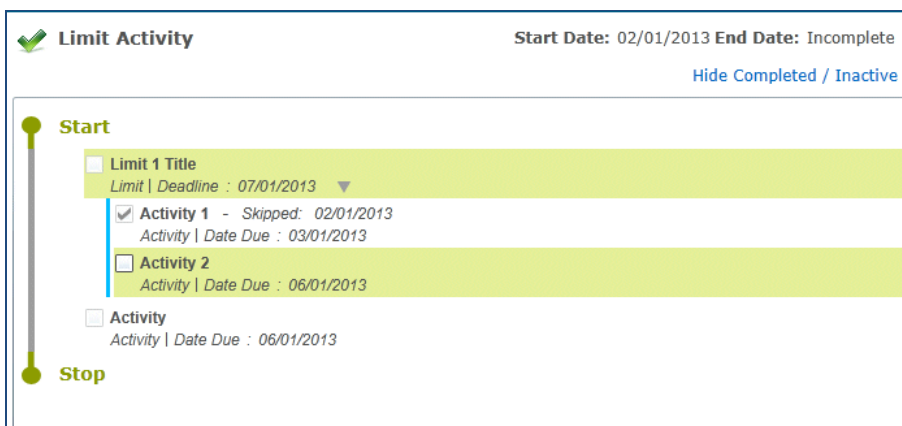 Limit Activity Start Date: 02/01/2013 End Date: Incomplete
Hide Completed / Inactive
Start
Limit 1 Title
Limit | Deadline : 07/01/2013
Activity 1 - Skipped: 02/01/2013
Activity | Date Due : 03/01/2013
Activity 2
Activity | Date Due : 06/01/2013
Activity
Activity | Date Due : 06/01/2013
Stop